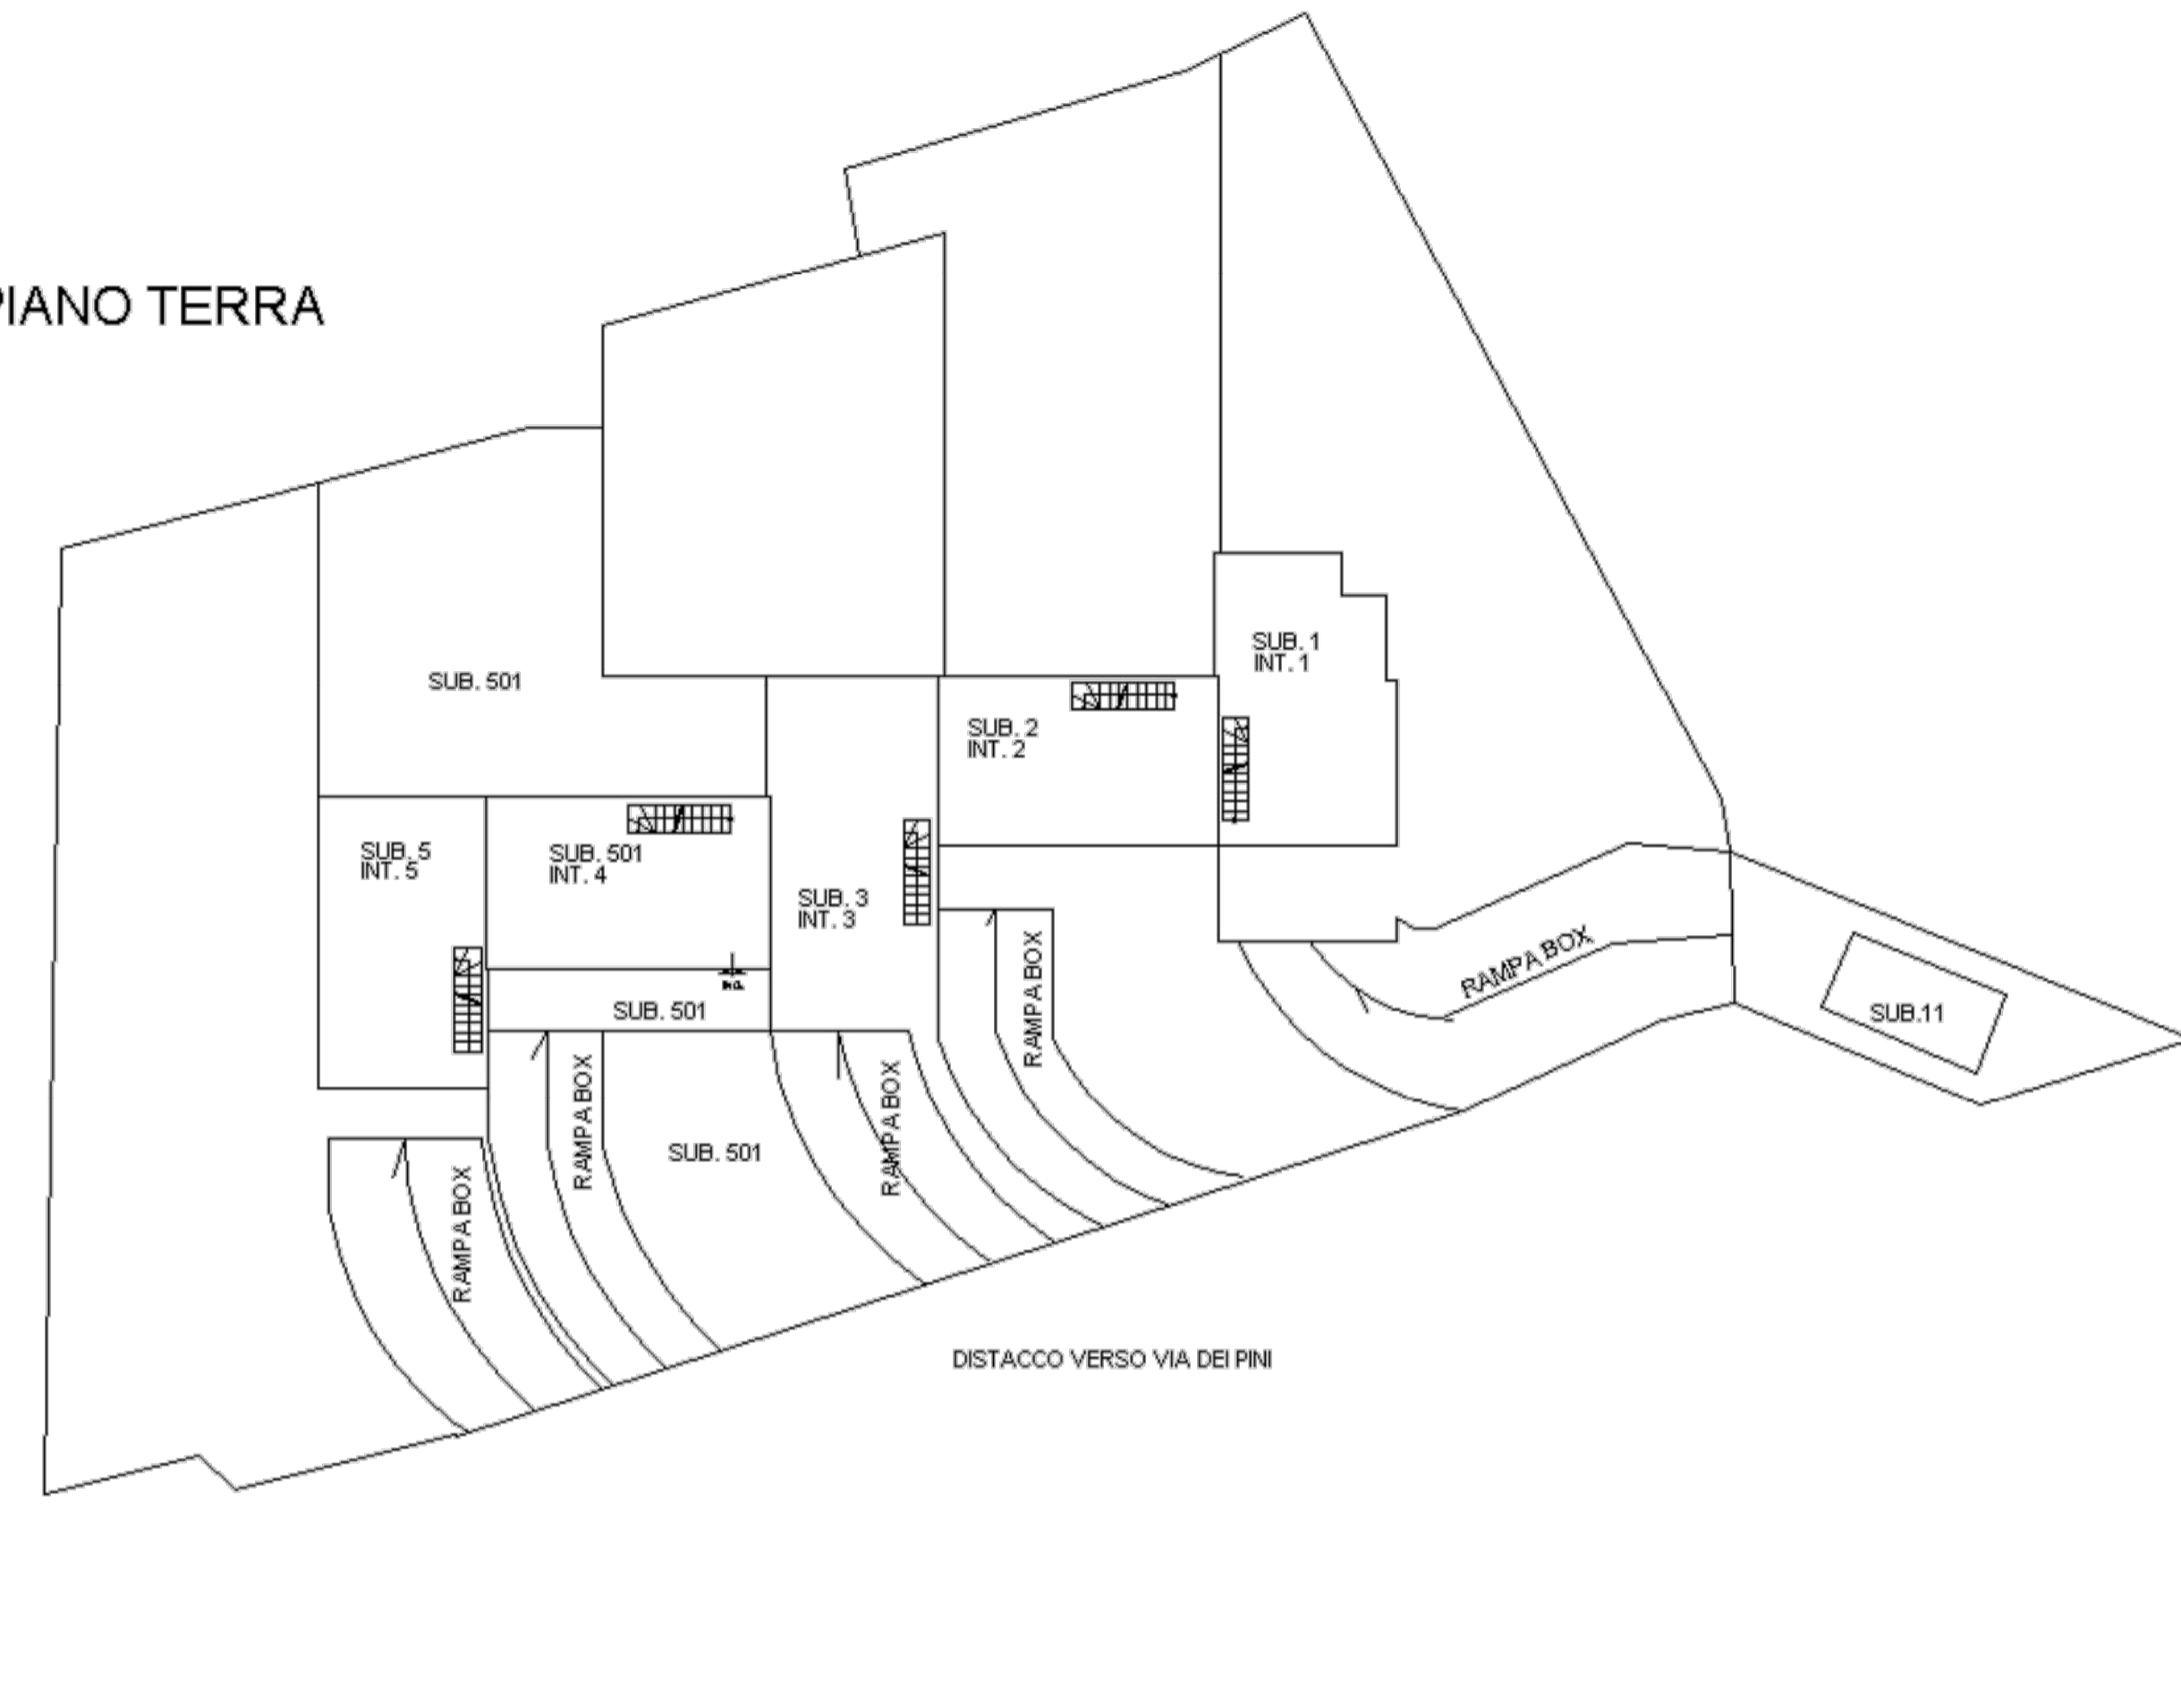 PIANO TERRA
SUB. 1
INT. 1
SUB. 501
SUB. 2
INT. 2
SUB. 5
INT. 5
SUB. 501
INT. 4
SUB. 3
INT. 3
RAMPA BOX
RAMPA BOX
SUB. 501
SUB.11
RAMPA BOX
RAMPA BOX
SUB. 501
RAMPA BOX
DISTACCO VERSO VIA DEI PINI